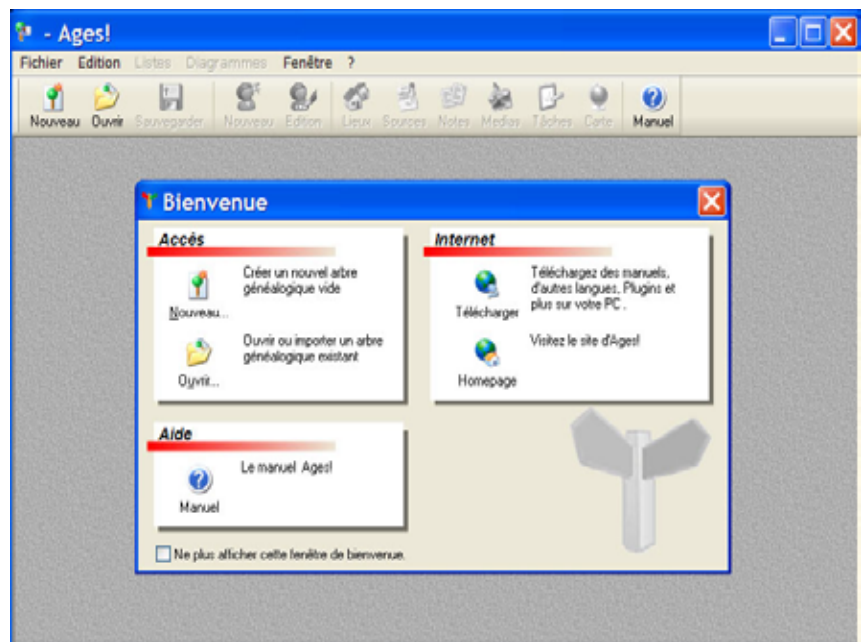 - Ages!
Fichier Edition Listes Diagrammes Fenêtre ?
Nouveau Ouvrir Sauvegarder Nouveau Edition Lieux Sources Notes Medias Tâches Carte Manuel
Bienvenue
Accés
Créer un nouvel arbre
généalogique vide
Nouveau...
Ouvrir ou importer un arbre
généalogique existant
Ouvrir...
Internet
Téléchargez des manuels,
d'autres langues, Plugins et
plus sur votre PC .
Télécharger
Visitez le site d'Ages!
Homepage
Aide
Le manuel Ages!
Manuel
Ne plus afficher cette fenêtre de bienvenue.